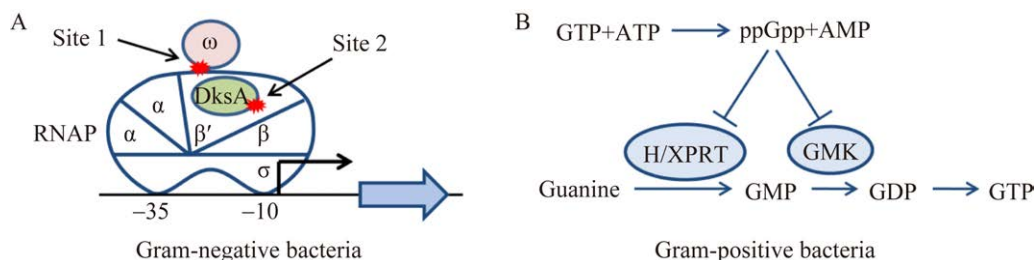 A
Site 1
ω
Site 2
DksA
RNAP
α
α
β′
β
σ
−35
−10
Gram-negative bacteria
B
GTP+ATP
ppGpp+AMP
H/XPRT
GMK
Guanine
GMP
GDP
GTP
Gram-positive bacteria